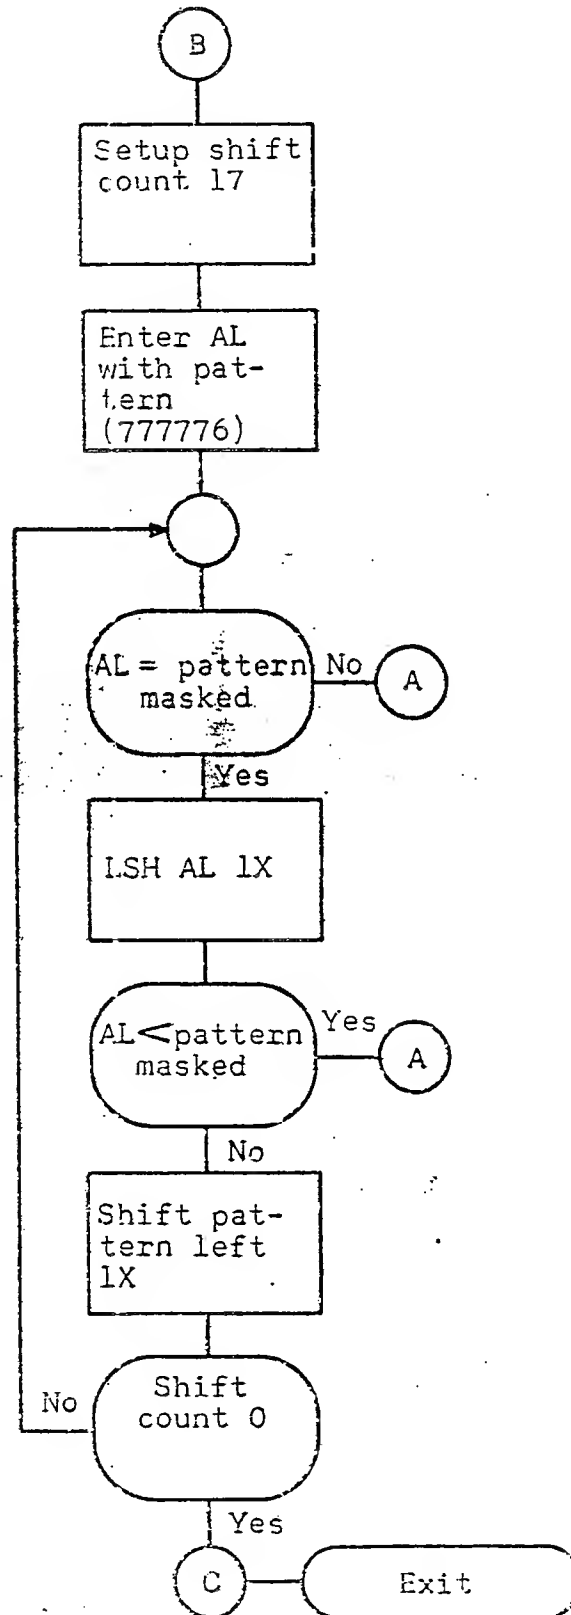 B
Setup shift
count 17
Enter AL
with pat-
tern
(777776)
AL = pattern
masked
No
A
Yes
LSH AL 1X
AL<pattern
masked
Yes
A
No
Shift pat-
tern left
1X
Shift
count 0
No
Yes
C
Exit